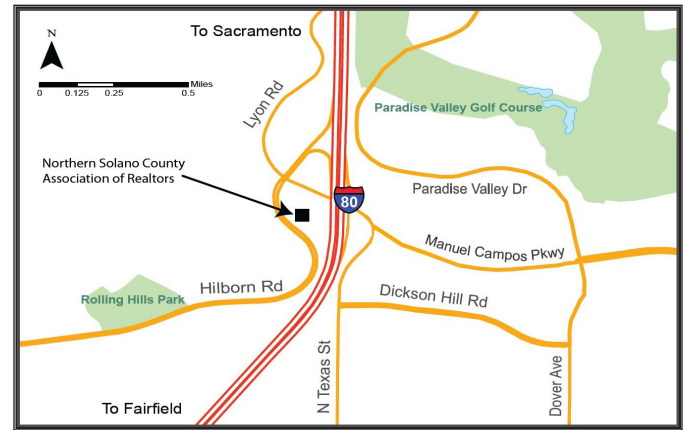 To Sacramento
N
Miles
0 0.125 0.25 0.5
Lyon Rd
Paradise Valley Golf Course
Northern Solano County
Association of Realtors
Paradise Valley Dr
80
Manuel Campos Pkwy
Hilborn Rd
Dickson Hill Rd
Rolling Hills Park
N Texas St
Dover Ave
To Fairfield